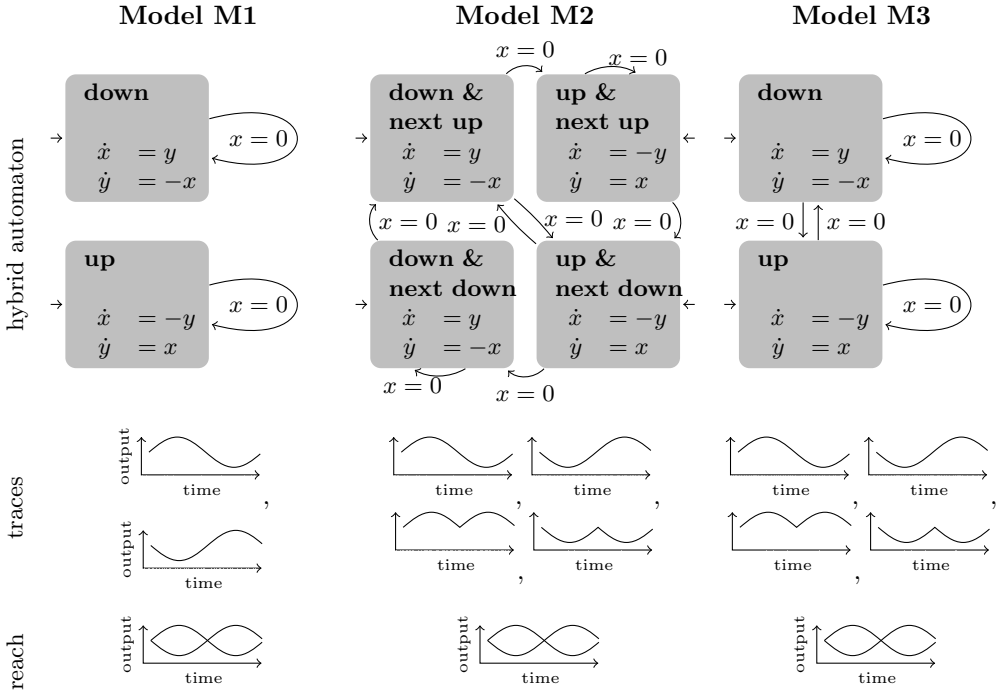 Model M1
Model M2
Model M3
hybrid automaton
down
ẋ = y
ẏ = −x
x = 0
up
ẋ = −y
ẏ = x
x = 0
x = 0
x = 0
down &
next up
ẋ = y
ẏ = −x
up &
next up
ẋ = −y
ẏ = x
x = 0
x = 0
x = 0
x = 0
down &
next down
ẋ = y
ẏ = −x
up &
next down
ẋ = −y
ẏ = x
x = 0
x = 0
down
ẋ = y
ẏ = −x
x = 0
x = 0
x = 0
up
ẋ = −y
ẏ = x
x = 0
traces
output
time
,
output
time
time
,
time
,
time
,
time
time
,
time
,
time
,
time
reach
output
time
output
time
output
time